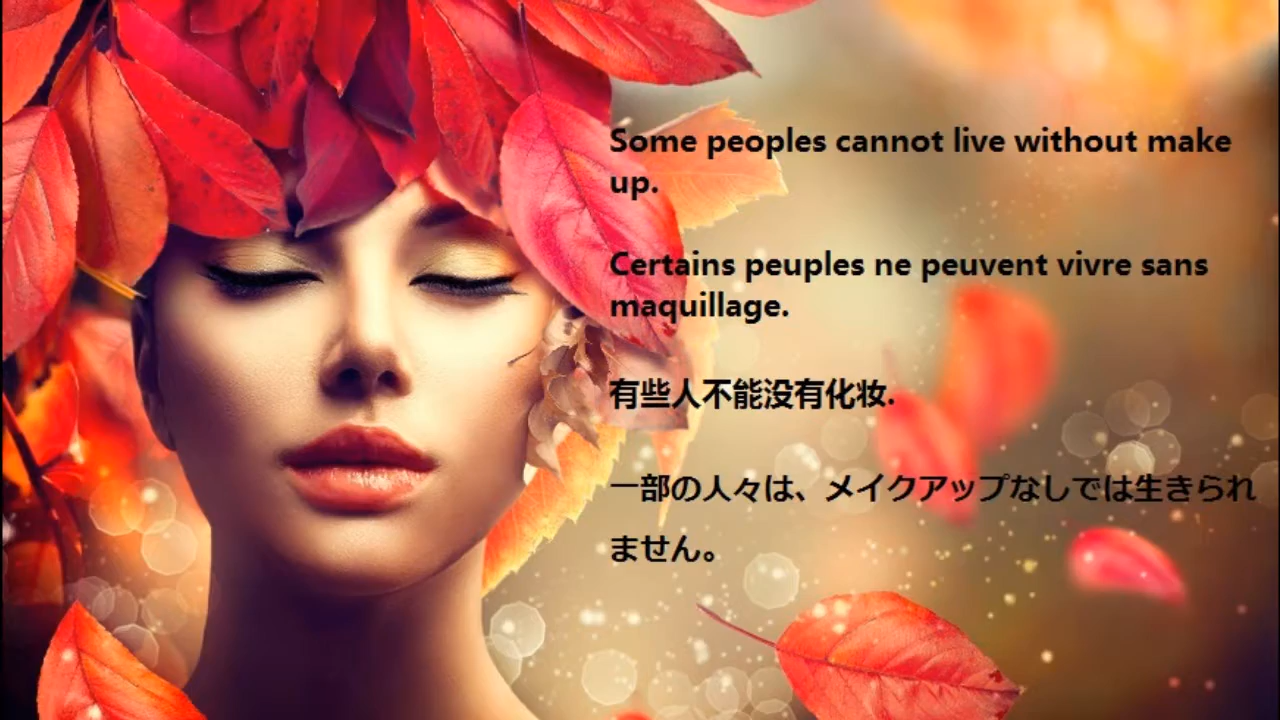 Some peoples cannot live without make
up.
Certains peuples ne peuvent vivre sans
maquillage.
有些人不能没有化妆.
一部の人々は、メイクアップなしでは生きられ
ません。